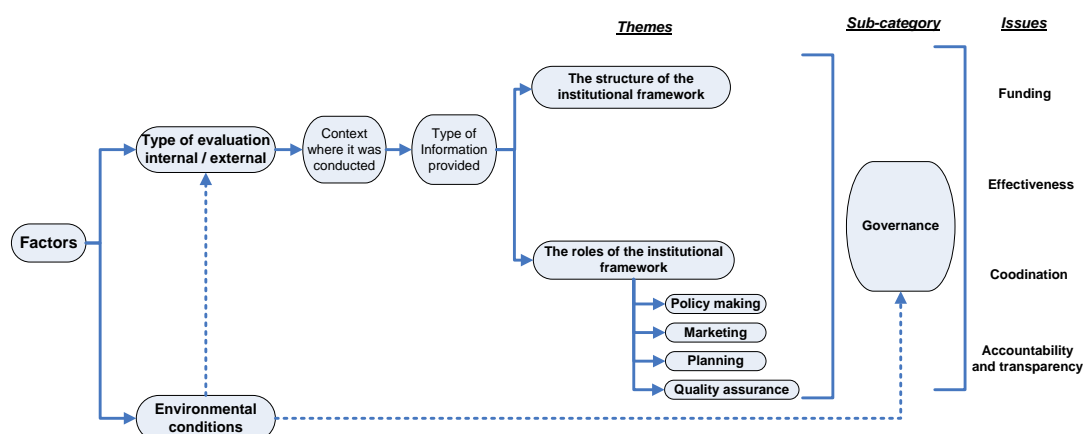 Themes
Sub-category
Issues
The structure of the
institutional framework
Funding
Type of evaluation
internal / external
Context
where it was
conducted
Type of
Information
provided
Effectiveness
Governance
Factors
The roles of the institutional
framework
Coodination
Policy making
Marketing
Planning
Quality assurance
Accountability
and transparency
Environmental
conditions